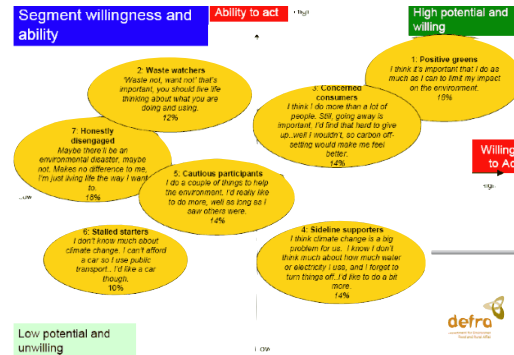 Segment willingness and
ability
Ability to act
High
High potential and
willing
1: Positive greens
I think it's important that I do as
much as I can to limit my impact
on the environment.
18%
2: Waste watchers
'Waste not, want not' that's
important, you should live life
thinking about what you are
doing and using.
12%
3: Concerned
consumers
I think I do more than a lot of
people. Still, going away is
important, I'd find that hard to give
up..well I wouldn't, so carbon off-
setting would make me feel
better.
14%
7: Honestly
disengaged
Maybe there'll be an
environmental disaster, maybe
not. Makes no difference to me,
I'm just living life the way I want
to.
18%
Willing
to Ac
High
Low
5: Cautious participants
I do a couple of things to help
the environment. I'd really like
to do more, well as long as I
saw others were.
14%
6: Stalled starters
I don't know much about
climate change. I can't afford
a car so I use public
transport.. I'd like a car
though.
10%
4: Sideline supporters
I think climate change is a big
problem for us. I know I don't
think much about how much water
or electricity I use, and I forget to
turn things off..I'd like to do a bit
more.
14%
defra
Low potential and
unwilling
Low